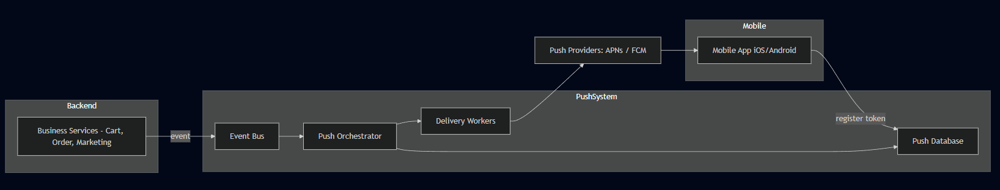 Backend
Business Services - Cart,
Order, Marketing
event
PushSystem
Event Bus
Push Orchestrator
Delivery Workers
Push Providers: APNs / FCM
Mobile
Mobile App iOS/Android
register token
Push Database